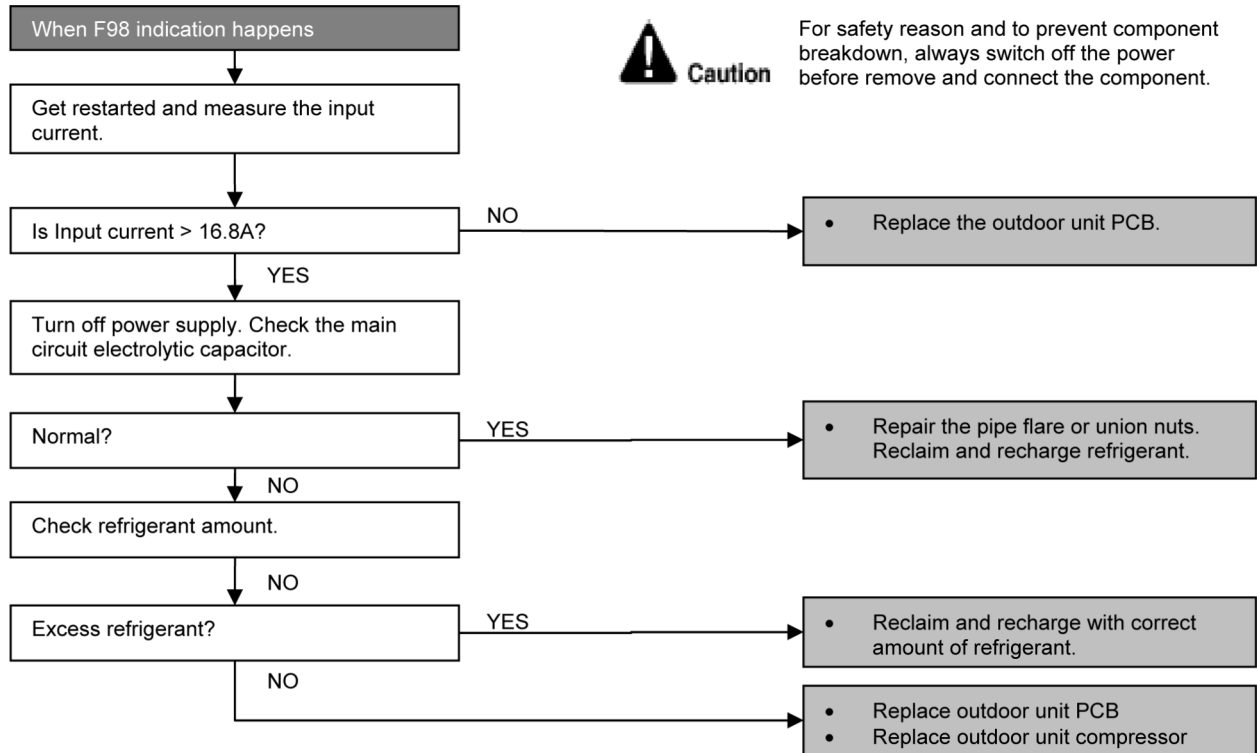 When F98 indication happens
Caution
For safety reason and to prevent component
breakdown, always switch off the power
before remove and connect the component.
Get restarted and measure the input
current.
Is Input current > 16.8A?
NO
• Replace the outdoor unit PCB.
YES
Turn off power supply. Check the main
circuit electrolytic capacitor.
Normal?
YES
• Repair the pipe flare or union nuts.
Reclaim and recharge refrigerant.
NO
Check refrigerant amount.
NO
Excess refrigerant?
YES
• Reclaim and recharge with correct
amount of refrigerant.
NO
• Replace outdoor unit PCB
• Replace outdoor unit compressor